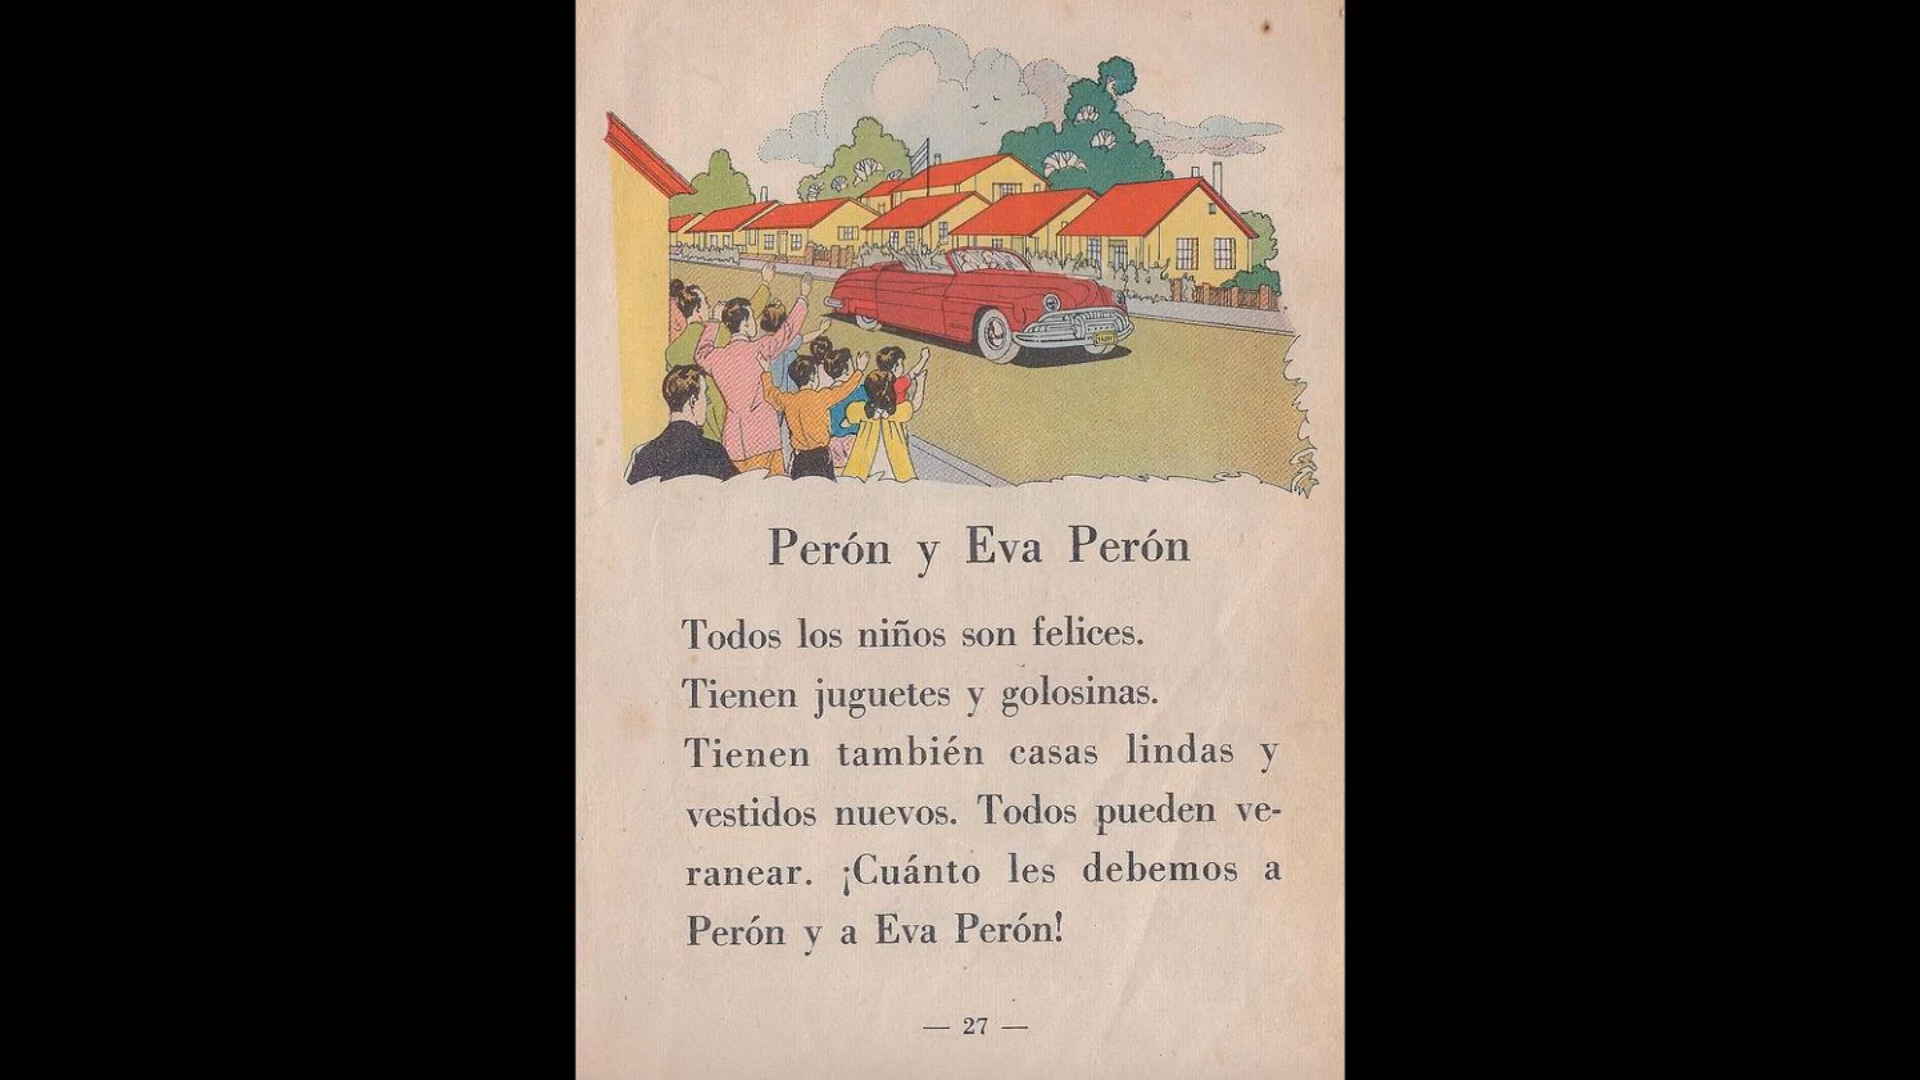 Perón y Eva Perón
Todos los niños son felices.
Tienen juguetes y golosinas.
Tienen también casas lindas y
vestidos nuevos. Todos pueden ve-
ranear. ¡Cuánto les debemos a
Perón y a Eva Perón!
— 27 —